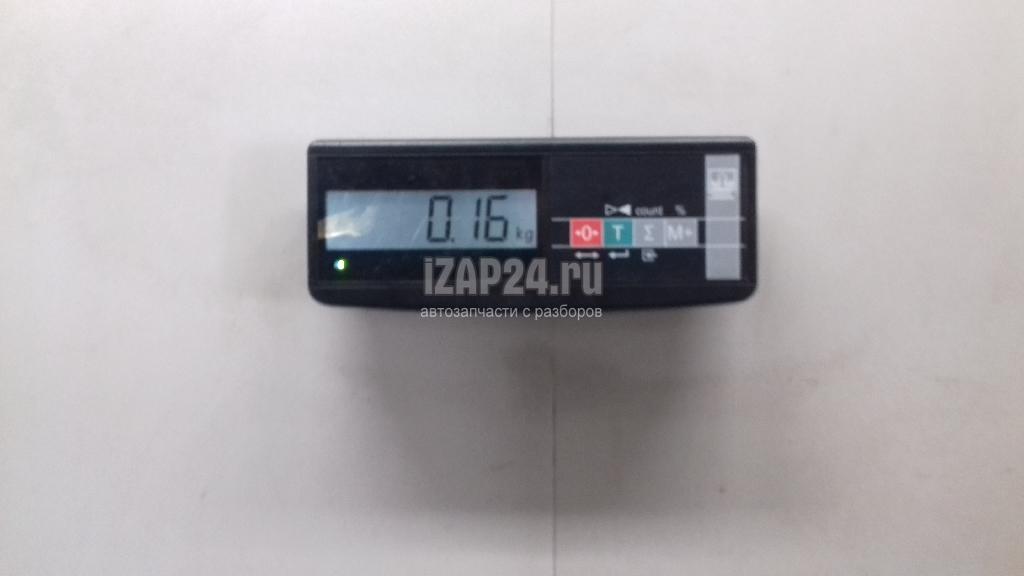 count %
0.16 kg
→0← T Σ M+
iZAP24.ru
автозапчасти с разборов